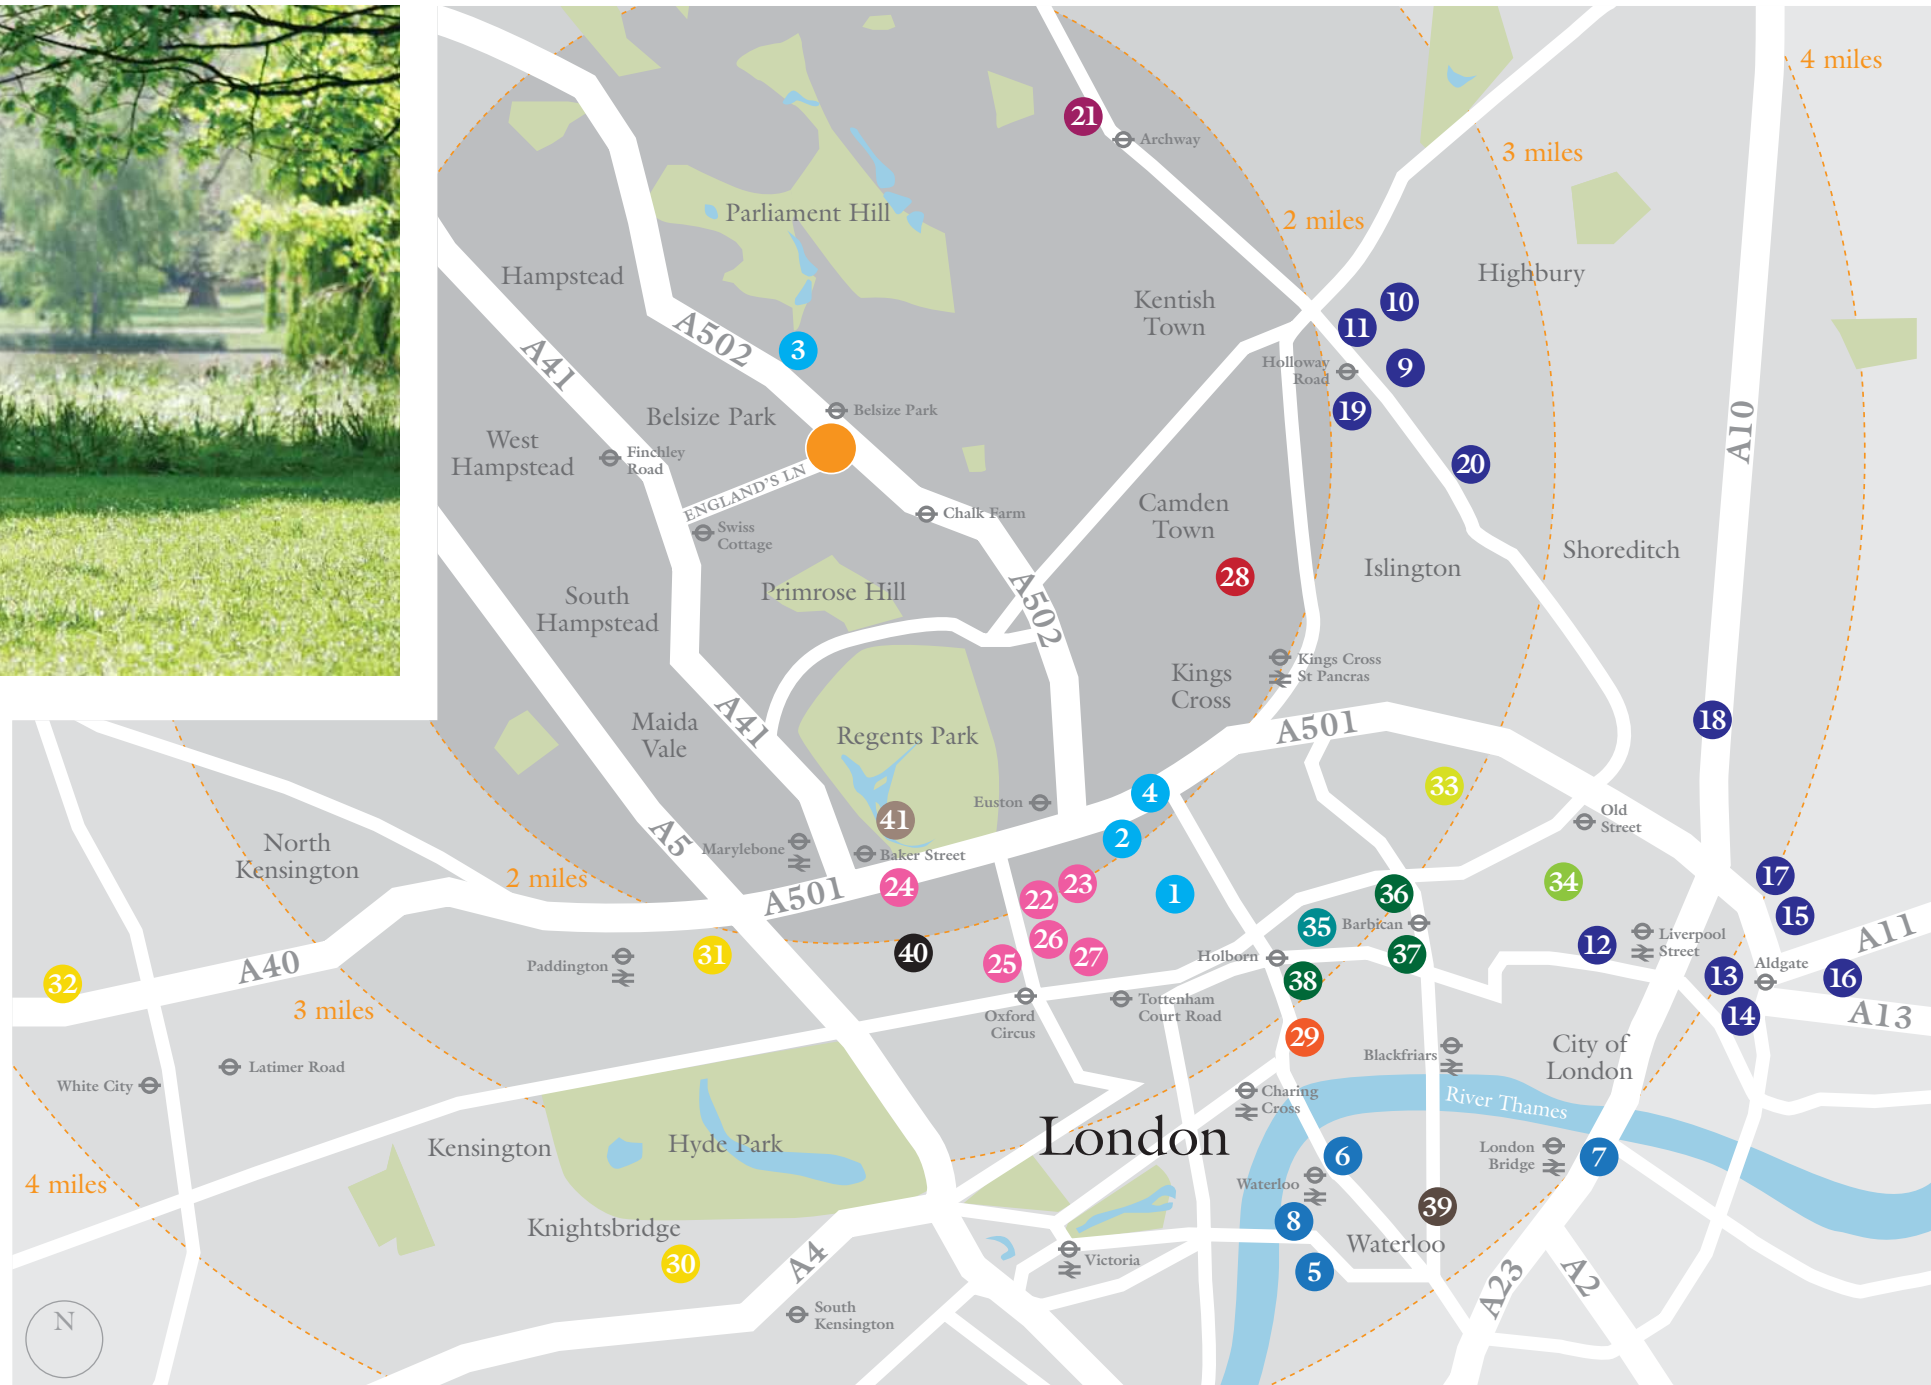 4 miles
21
Archway
3 miles
2 miles
Parliament Hill
Hampstead
Highbury
10
Kentish
Town
11
A502
3
A41
Holloway
Road
9
19
Belsize Park
Belsize Park
A10
West
Hampstead
Finchley
Road
20
ENGLAND'S LN
Swiss
Cottage
Chalk Farm
Camden
Town
Shoreditch
Islington
28
Primrose Hill
South
Hampstead
A502
Kings Cross
St Pancras
Kings
Cross
Maida
Vale
A41
Regents Park
A501
18
4
33
Euston
41
2
Old
Street
North
Kensington
A5
Marylebone
Baker Street
2 miles
A501
24
22
23
1
36
34
17
35
Barbican
15
A11
31
40
26
25
27
Holborn
37
12
Liverpool
Street
Aldgate
Paddington
A40
32
38
13
16
3 miles
Oxford
Circus
Tottenham
Court Road
14
A13
29
Blackfriars
City of
London
Latimer Road
White City
Charing
Cross
River Thames
London
Kensington
Hyde Park
6
London
Bridge
7
4 miles
Waterloo
39
8
Knightsbridge
Waterloo
30
A4
Victoria
5
A23
A2
N
South
Kensington